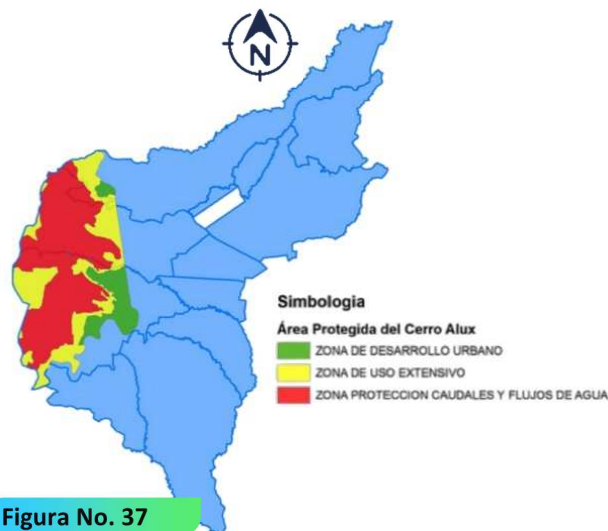 N
Simbologia
Área Protegida del Cerro Alux
ZONA DE DESARROLLO URBANO
ZONA DE USO EXTENSIVO
ZONA PROTECCION CAUDALES Y FLUJOS DE AGUA
Figura No. 37